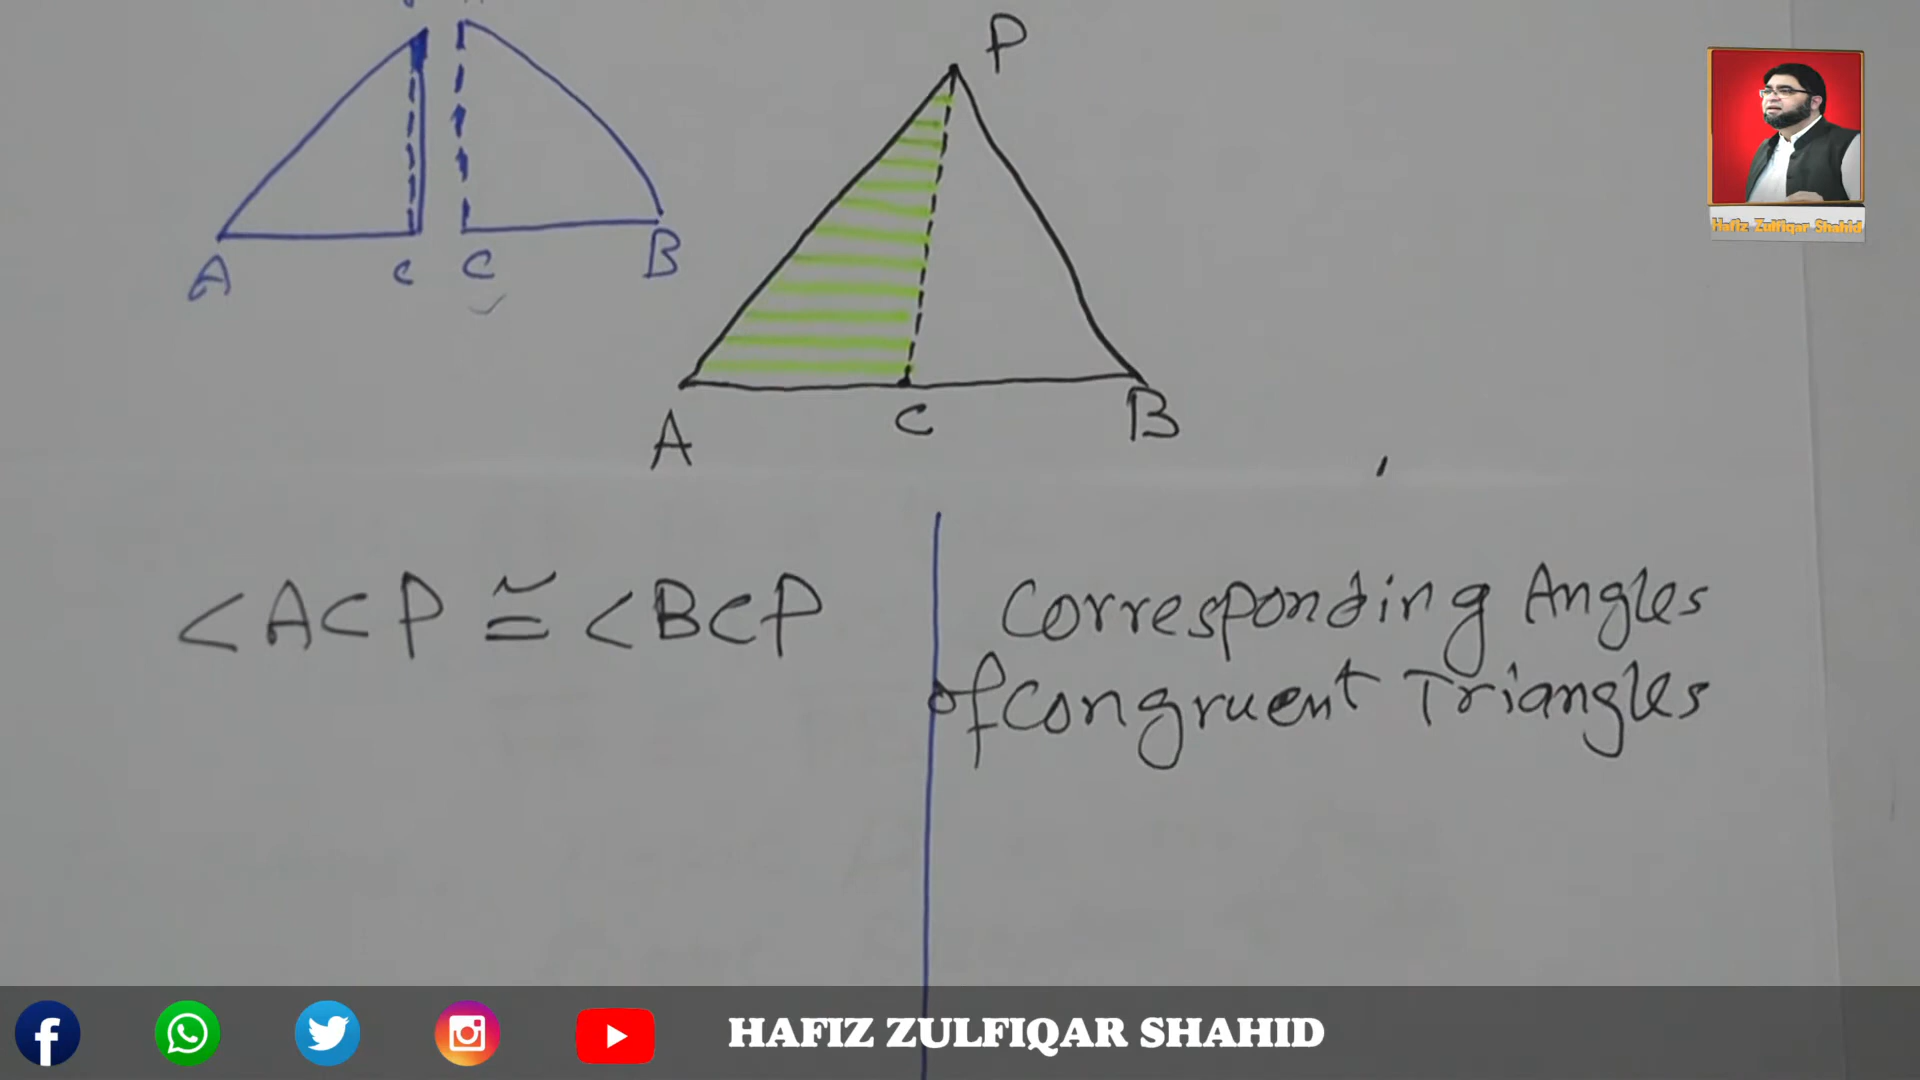 P
Hafiz Zulfiqar Shahid
A C C B
A C B
<ACP ≅ <BCP
Corresponding Angles
of congruent Triangles
HAFIZ ZULFIQAR SHAHID